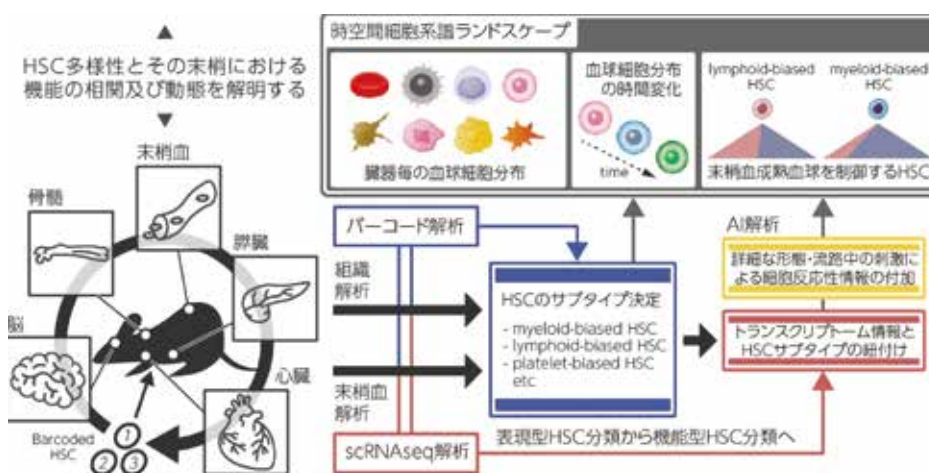 HSC多様性とその末梢における
機能の相関及び動態を解明する
末梢血
骨髄
膵臓
脳
心臓
Barcoded
HSC
1
2
3
時空間細胞系譜ランドスケープ
臓器毎の血球細胞分布
血球細胞分布
の時間変化
time
lymphoid-biased
HSC
myeloid-biased
HSC
末梢血成熟血球を制御するHSC
バーコード解析
組織
解析
末梢血
解析
scRNAseq解析
HSCのサブタイプ決定
- myeloid-biased HSC
- lymphoid-biased HSC
- platelet-biased HSC
etc
AI解析
詳細な形態・流路中の刺激に
よる細胞反応性情報の付加
トランスクリプトーム情報と
HSCサブタイプの紐付け
表現型HSC分類から機能型HSC分類へ